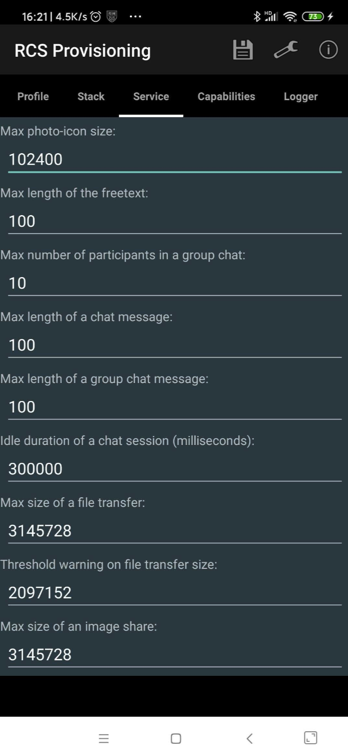 16:21 | 4.5K/s
73
RCS Provisioning
Profile Stack Service Capabilities Logger
Max photo-icon size:
102400
Max length of the freetext:
100
Max number of participants in a group chat:
10
Max length of a chat message:
100
Max length of a group chat message:
100
Idle duration of a chat session (milliseconds):
300000
Max size of a file transfer:
3145728
Threshold warning on file transfer size:
2097152
Max size of an image share:
3145728